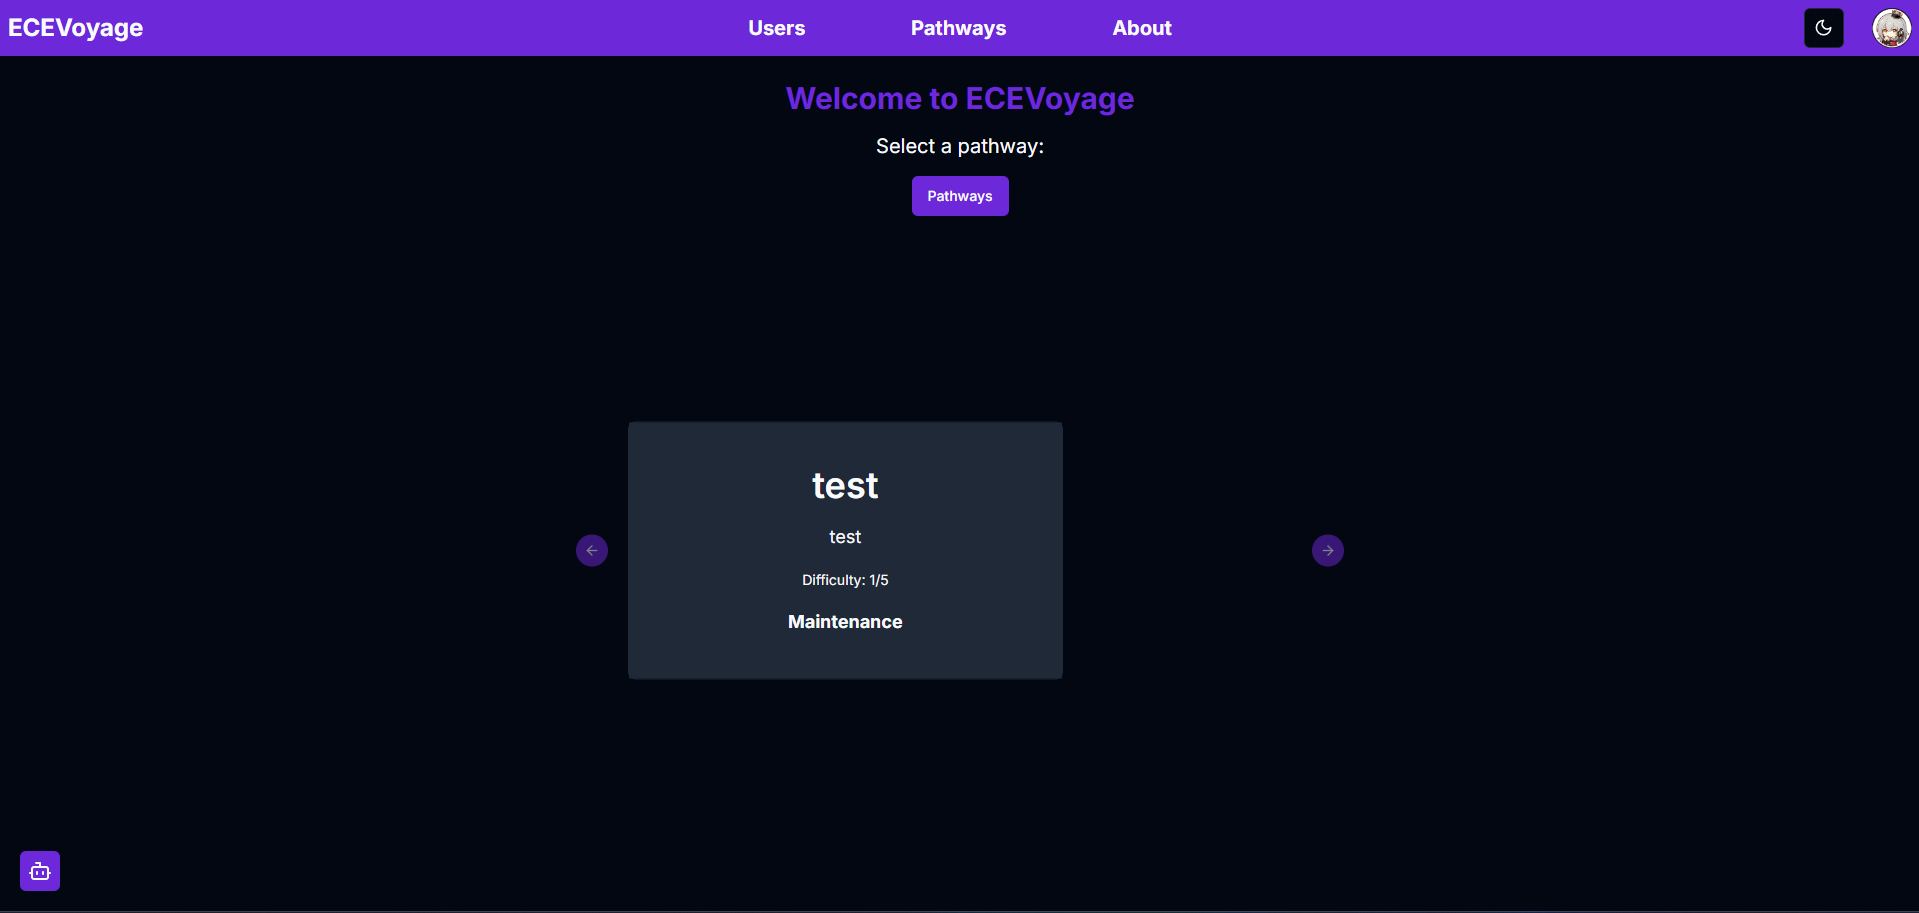 ECEVoyage
Users
Pathways
About
Welcome to ECEVoyage
Select a pathway:
Pathways
test
test
Difficulty: 1/5
Maintenance